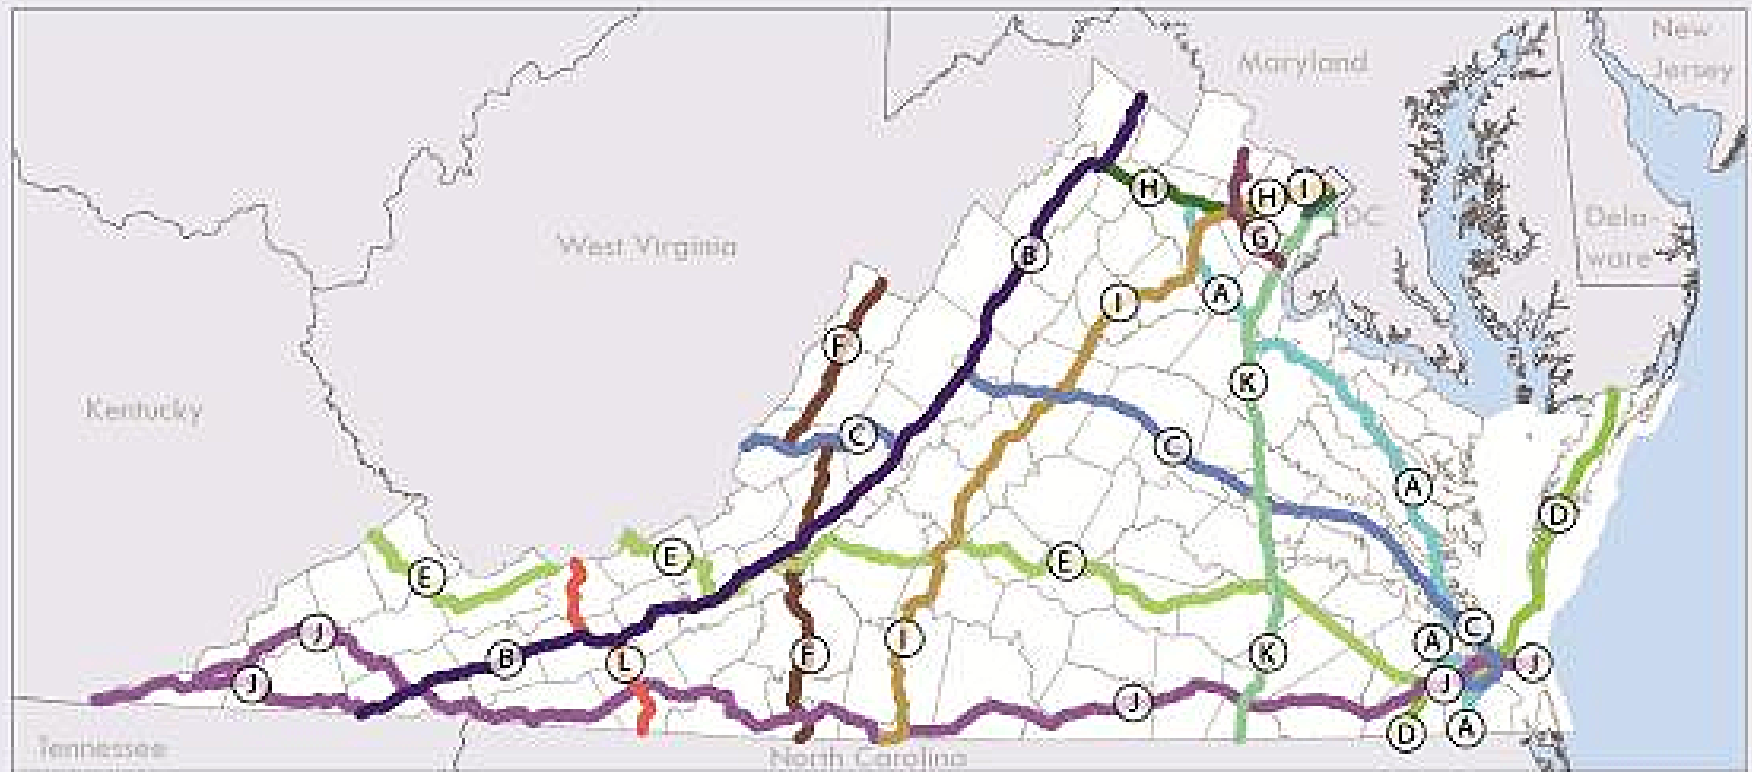 New
Jersey
Maryland
H
H
I
DC
Dela-
ware
West Virginia
B
G
A
I
F
K
Kentucky
C
C
A
D
E
E
E
J
B
L
F
I
K
A
C
J
J
J
J
D
A
Tennessee
North Carolina